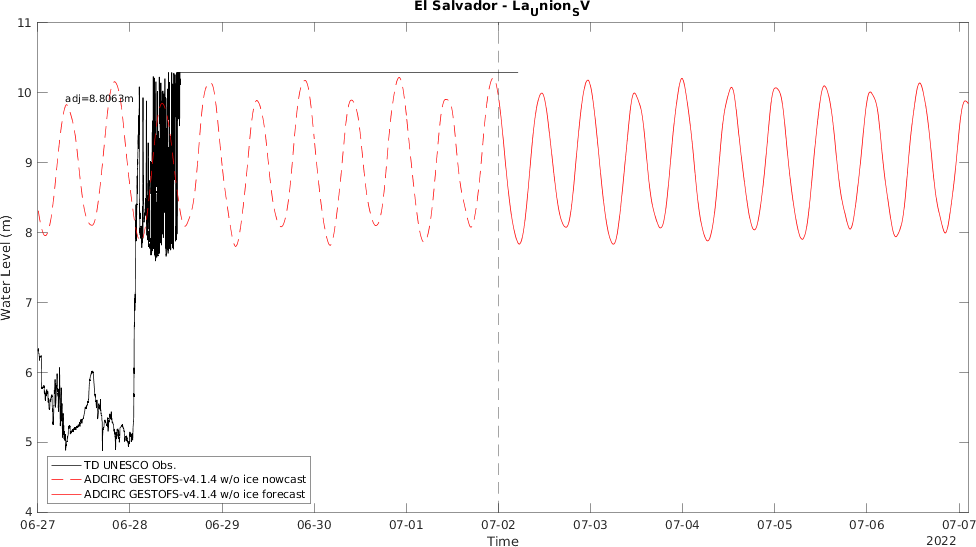 El Salvador - LaUnionSV
11
10
9
8
7
6
5
4
Water Level (m)
adj=8.8063m
TD UNESCO Obs.
ADCIRC GESTOFS-v4.1.4 w/o ice nowcast
ADCIRC GESTOFS-v4.1.4 w/o ice forecast
06-27 06-28 06-29 06-30 07-01 07-02 07-03 07-04 07-05 07-06 07-07
Time
2022